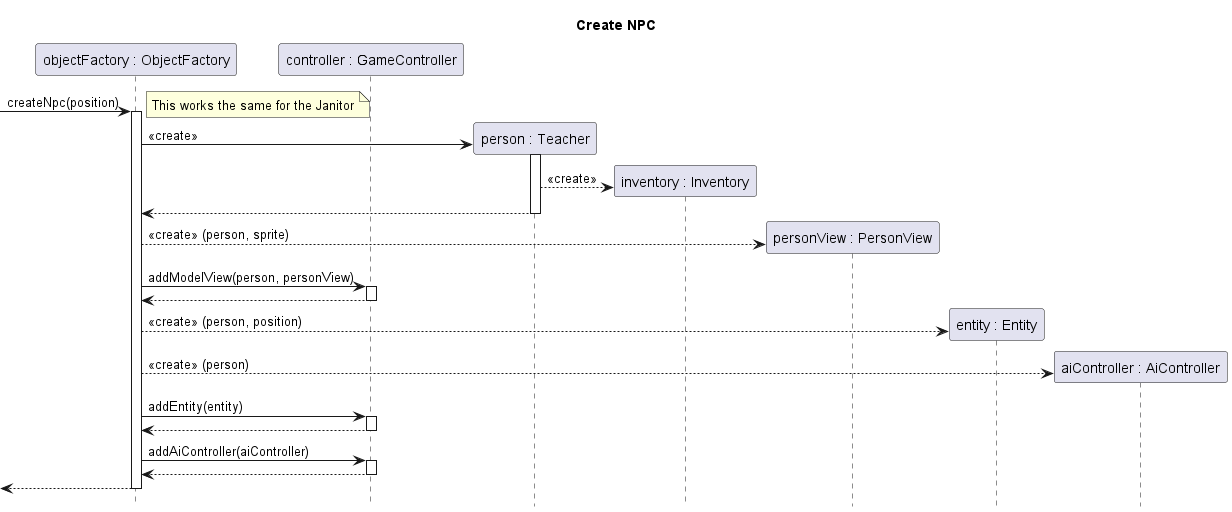 Create NPC
objectFactory : ObjectFactory
controller : GameController
createNpc(position)
This works the same for the Janitor
«create»
person : Teacher
«create»
inventory : Inventory
«create» (person, sprite)
personView : PersonView
addModelView(person, personView)
«create» (person, position)
entity : Entity
«create» (person)
aiController : AiController
addEntity(entity)
addAiController(aiController)